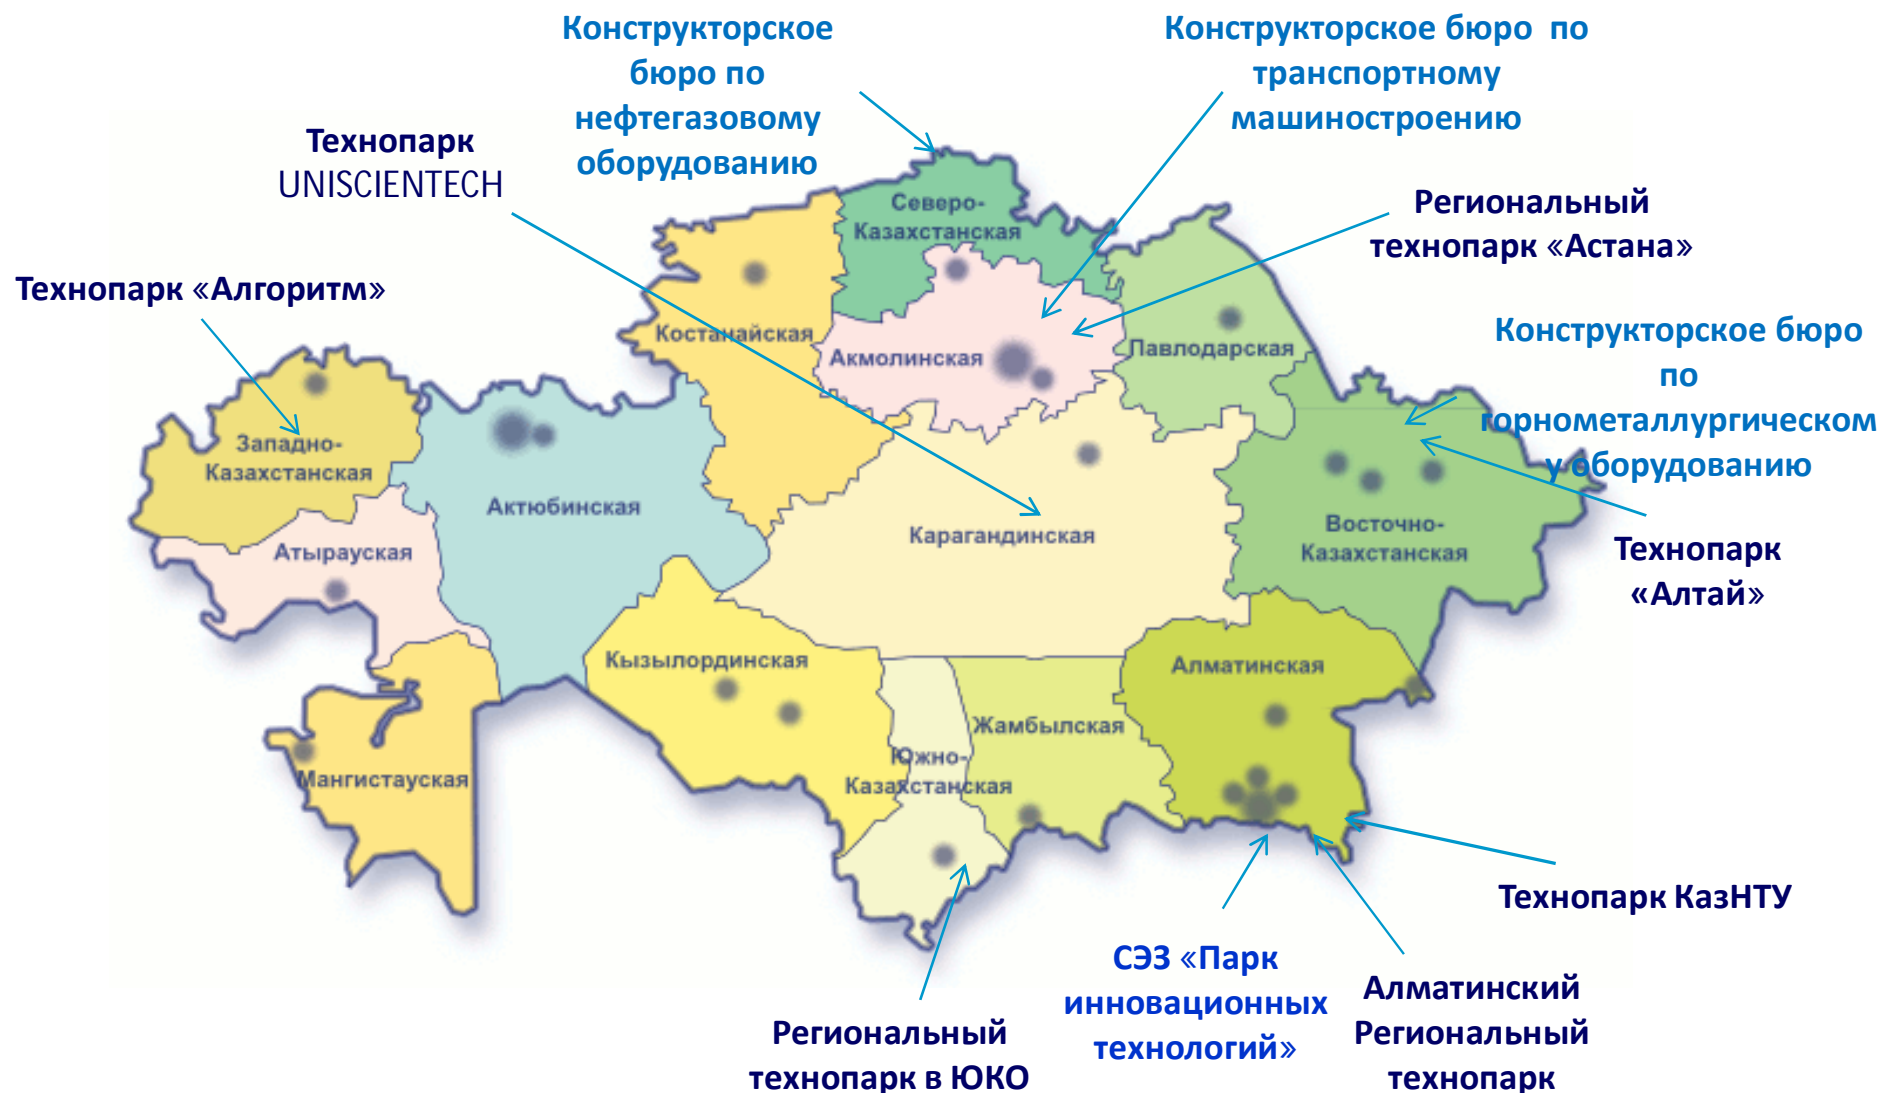 Конструкторское
бюро по
нефтегазовому
оборудованию
Конструкторское бюро по
транспортному
машиностроению
Технопарк
UNISCIENTECH
Региональный
технопарк «Астана»
Технопарк «Алгоритм»
Конструкторское бюро
по
горнометаллургическом
у оборудованию
Технопарк
«Алтай»
Северо-
Казахстанская
Костанайская
Акмолинская
Павлодарская
Западно-
Казахстанская
Актюбинская
Карагандинская
Восточно-
Казахстанская
Атырауская
Кызылординская
Алматинская
Жамбылская
Южно-
Казахстанская
Мангистауская
Технопарк КазНТУ
СЭЗ «Парк
инновационных
технологий»
Алматинский
Региональный
технопарк
Региональный
технопарк в ЮКО